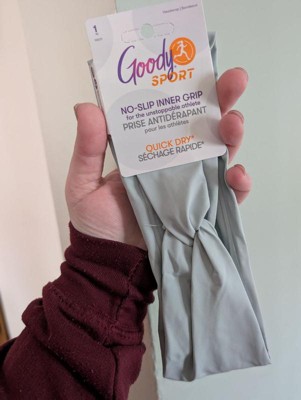 1
Goody
SPORT
NO-SLIP INNER GRIP
for the unstoppable athlete
PRISE ANTIDÉRAPANT
pour les athlètes
QUICK DRY*
SÉCHAGE RAPIDE*